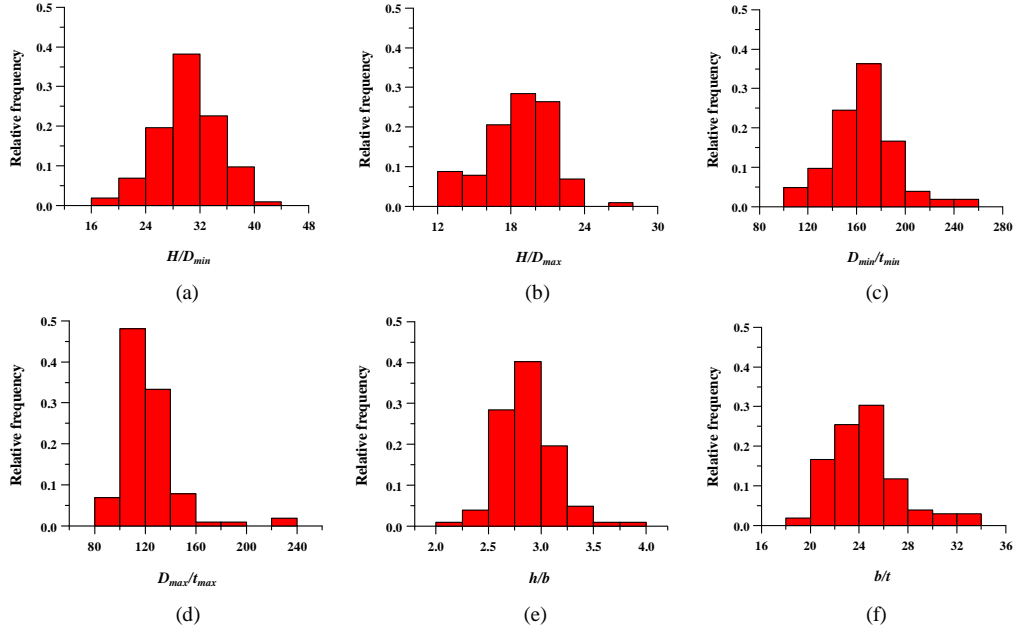 0.5
0.4
0.3
0.2
0.1
0.0
Relative frequency
16 24 32 40 48
H/D_min
(a)
0.5
0.4
0.3
0.2
0.1
0.0
Relative frequency
12 18 24 30
H/D_max
(b)
0.5
0.4
0.3
0.2
0.1
0.0
Relative frequency
80 120 160 200 240 280
D_min/t_min
(c)
0.5
0.4
0.3
0.2
0.1
0.0
Relative frequency
80 120 160 200 240
D_max/t_max
(d)
0.5
0.4
0.3
0.2
0.1
0.0
Relative frequency
2.0 2.5 3.0 3.5 4.0
h/b
(e)
0.5
0.4
0.3
0.2
0.1
0.0
Relative frequency
16 20 24 28 32 36
b/t
(f)